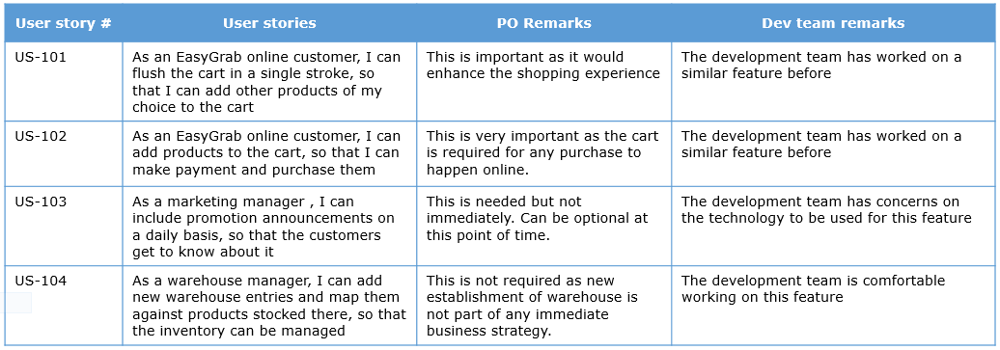 User story #
User stories
PO Remarks
Dev team remarks
US-101
As an EasyGrab online customer, I can
flush the cart in a single stroke, so
that I can add other products of my
choice to the cart
This is important as it would
enhance the shopping experience
The development team has worked on a
similar feature before
US-102
As an EasyGrab online customer, I can
add products to the cart, so that I can
make payment and purchase them
This is very important as the cart
is required for any purchase to
happen online.
The development team has worked on a
similar feature before
US-103
As a marketing manager , I can
include promotion announcements on
a daily basis, so that the customers
get to know about it
This is needed but not
immediately. Can be optional at
this point of time.
The development team has concerns on
the technology to be used for this feature
US-104
As a warehouse manager, I can add
new warehouse entries and map them
against products stocked there, so that
the inventory can be managed
This is not required as new
establishment of warehouse is
not part of any immediate
business strategy.
The development team is comfortable
working on this feature